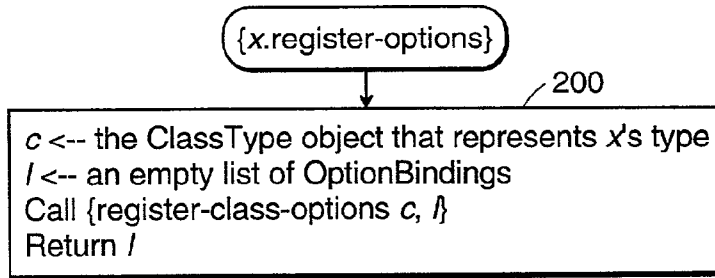 {x.register-options}
200
c <-- the ClassType object that represents x's type
l <-- an empty list of OptionBindings
Call {register-class-options c, l}
Return l